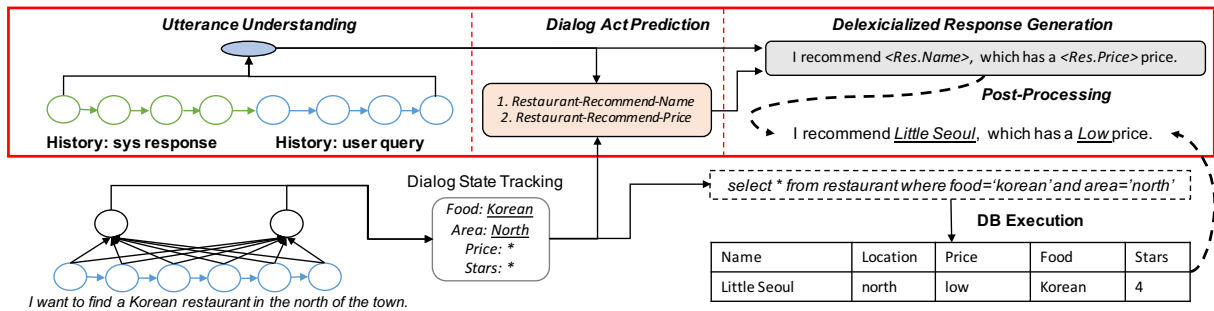 Utterance Understanding
Dialog Act Prediction
Delexicialized Response Generation
I recommend <Res.Name>, which has a <Res.Price> price.
1. Restaurant-Recommend-Name
2. Restaurant-Recommend-Price
Post-Processing
History: sys response
History: user query
I recommend Little Seoul, which has a Low price.
Dialog State Tracking
Food: Korean
Area: North
Price: *
Stars: *
select * from restaurant where food='korean' and area='north'
DB Execution
Name Location Price Food Stars
Little Seoul north low Korean 4
I want to find a Korean restaurant in the north of the town.